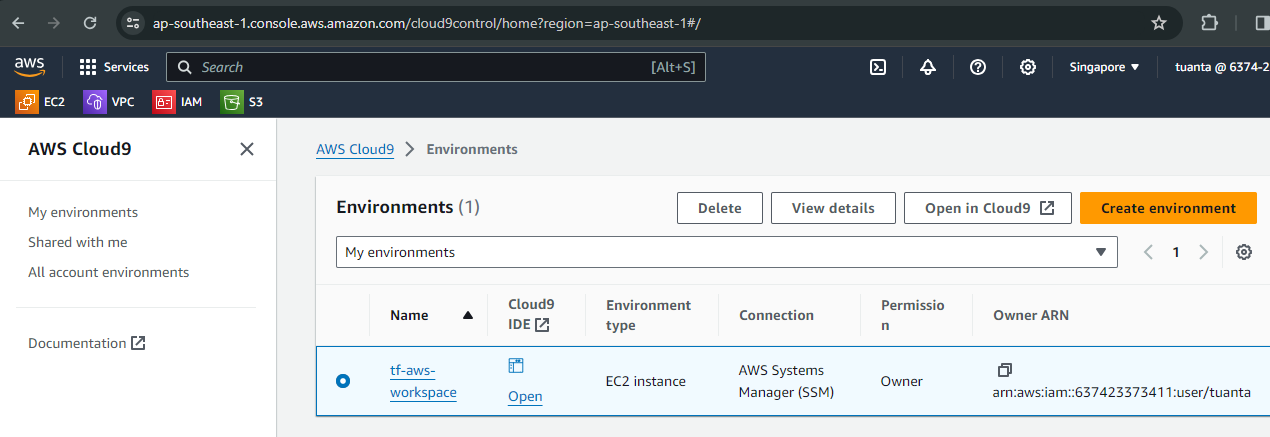 ap-southeast-1.console.aws.amazon.com/cloud9control/home?region=ap-southeast-1#/
aws Services Search [Alt+S] Singapore tuanta @ 6374-2
EC2 VPC IAM S3
AWS Cloud9
My environments
Shared with me
All account environments
Documentation
AWS Cloud9 Environments
Environments (1) Delete View details Open in Cloud9 Create environment
My environments 1
Name Cloud9 IDE Environment type Connection Permission Owner ARN
tf-aws-workspace Open EC2 instance AWS Systems Manager (SSM) Owner arn:aws:iam::637423373411:user/tuanta